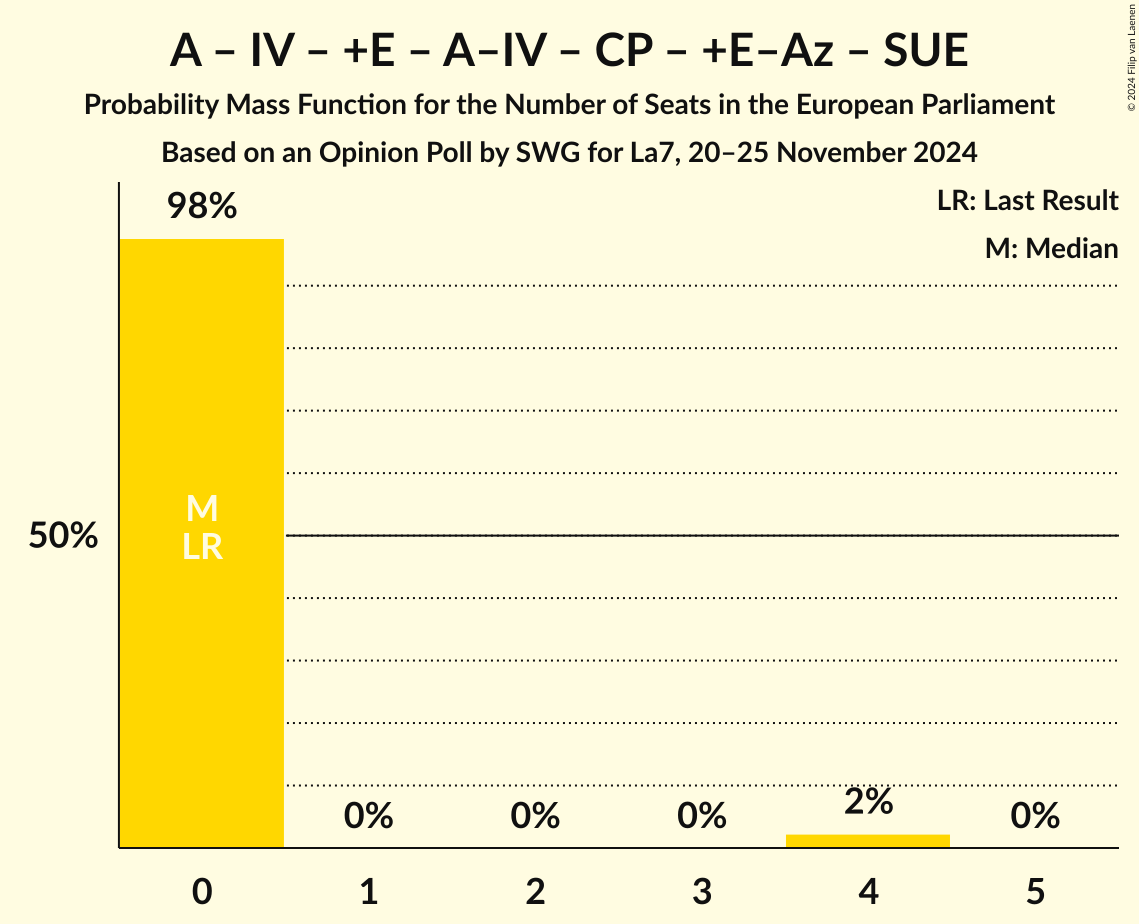 A – IV – +E – A–IV – CP – +E–Az – SUE
Probability Mass Function for the Number of Seats in the European Parliament
Based on an Opinion Poll by SWG for La7, 20–25 November 2024
© 2024 Filip van Laenen
LR: Last Result
M: Median
98%
M
LR
50%
0%
0%
0%
2%
0%
0
1
2
3
4
5